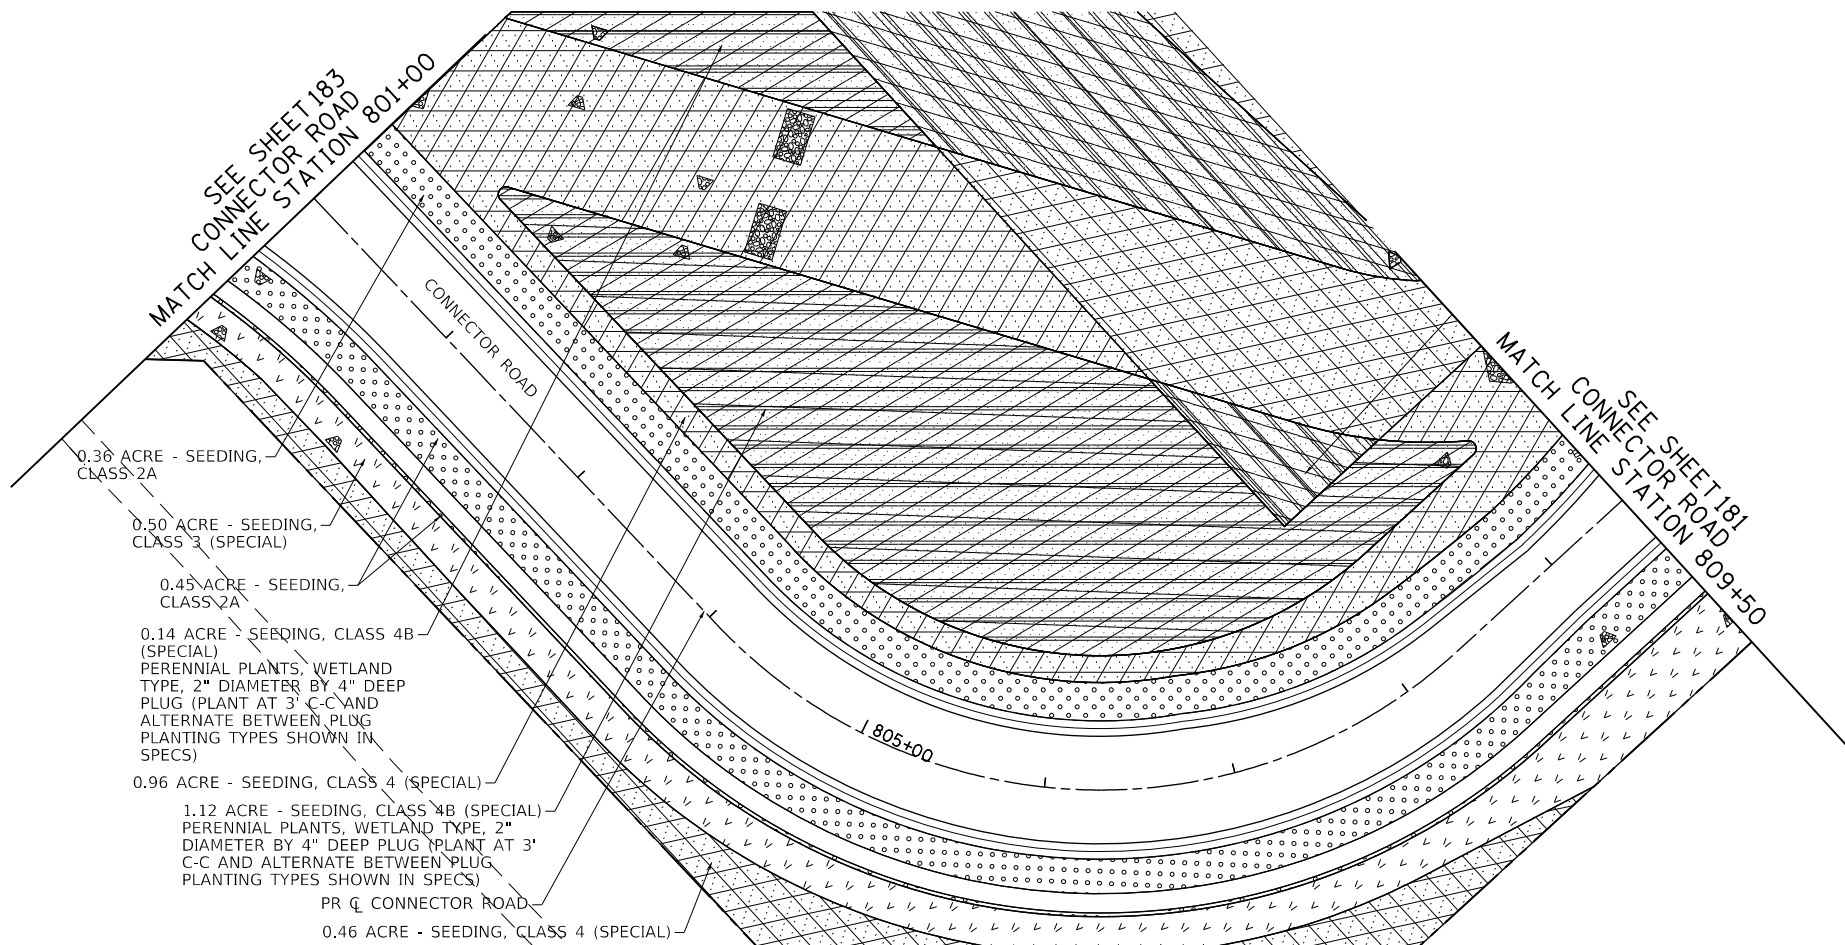 SEE SHEET 183
CONNECTOR ROAD
MATCH LINE STATION 801+00
CONNECTOR ROAD
SEE SHEET 181
CONNECTOR ROAD
MATCH LINE STATION 809+50
0.36 ACRE - SEEDING,
CLASS 2A
0.50 ACRE - SEEDING,
CLASS 3 (SPECIAL)
0.45 ACRE - SEEDING,
CLASS 2A
0.14 ACRE - SEEDING, CLASS 4B
(SPECIAL)
PERENNIAL PLANTS, WETLAND
TYPE, 2" DIAMETER BY 4" DEEP
PLUG (PLANT AT 3' C-C AND
ALTERNATE BETWEEN PLUG
PLANTING TYPES SHOWN IN
SPECS)
0.96 ACRE - SEEDING, CLASS 4 (SPECIAL)
1.12 ACRE - SEEDING, CLASS 4B (SPECIAL)
PERENNIAL PLANTS, WETLAND TYPE, 2"
DIAMETER BY 4" DEEP PLUG (PLANT AT 3'
C-C AND ALTERNATE BETWEEN PLUG
PLANTING TYPES SHOWN IN SPECS)
PR ℄ CONNECTOR ROAD
0.46 ACRE - SEEDING, CLASS 4 (SPECIAL)
805+00